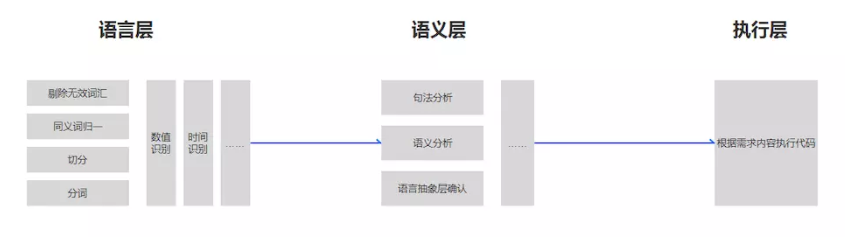 语言层
语义层
执行层
剔除无效词汇
同义词归一
切分
分词
数值
识别
时间
识别
……
句法分析
语义分析
语言抽象层确认
……
根据需求内容执行代码